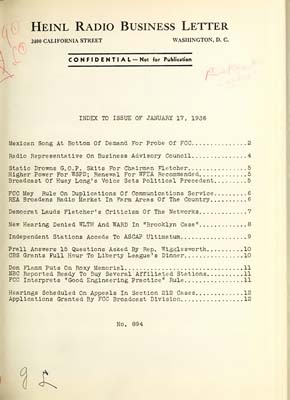 HEINL RADIO BUSINESS LETTER
2400 CALIFORNIA STREET WASHINGTON, D. C.
CONFIDENTIAL—Not for Publication
INDEX TO ISSUE OF JANUARY 17, 1936
Mexican Song At Bottom Of Demand For Probe Of FCC..............2
Radio Representative On Business Advisory Council..............4
Static Drowns G.O.P. Skits For Chairman Fletcher...............5
Higher Power For WSPD; Renewal For WFTA Recommended............5
Broadcast Of Huey Long's Voice Sets Political Precedent........5
FCC May Rule On Duplications Of Communications Service.........6
REA Broadens Radio Market In Farm Areas Of The Country.........6
Democrat Lauds Fletcher's Criticism Of The Networks............7
New Hearing Denied WLTH And WARD In "Brooklyn Case"............8
Independent Stations Accede To ASCAP Ultimatum.................9
Prall Answers 15 Questions Asked By Rep. Wigglesworth.........10
CBS Grants Full Hour To Liberty League's Dinner...............10
Don Flamm Puts On Roxy Memorial...............................11
NBC Reported Ready To Buy Several Affiliated Stations.........11
FCC Interprets "Good Engineering Practice" Rule...............11
Hearings Scheduled On Appeals In Section 212 Cases............12
Applications Granted By FCC Broadcast Division................12
No. 894